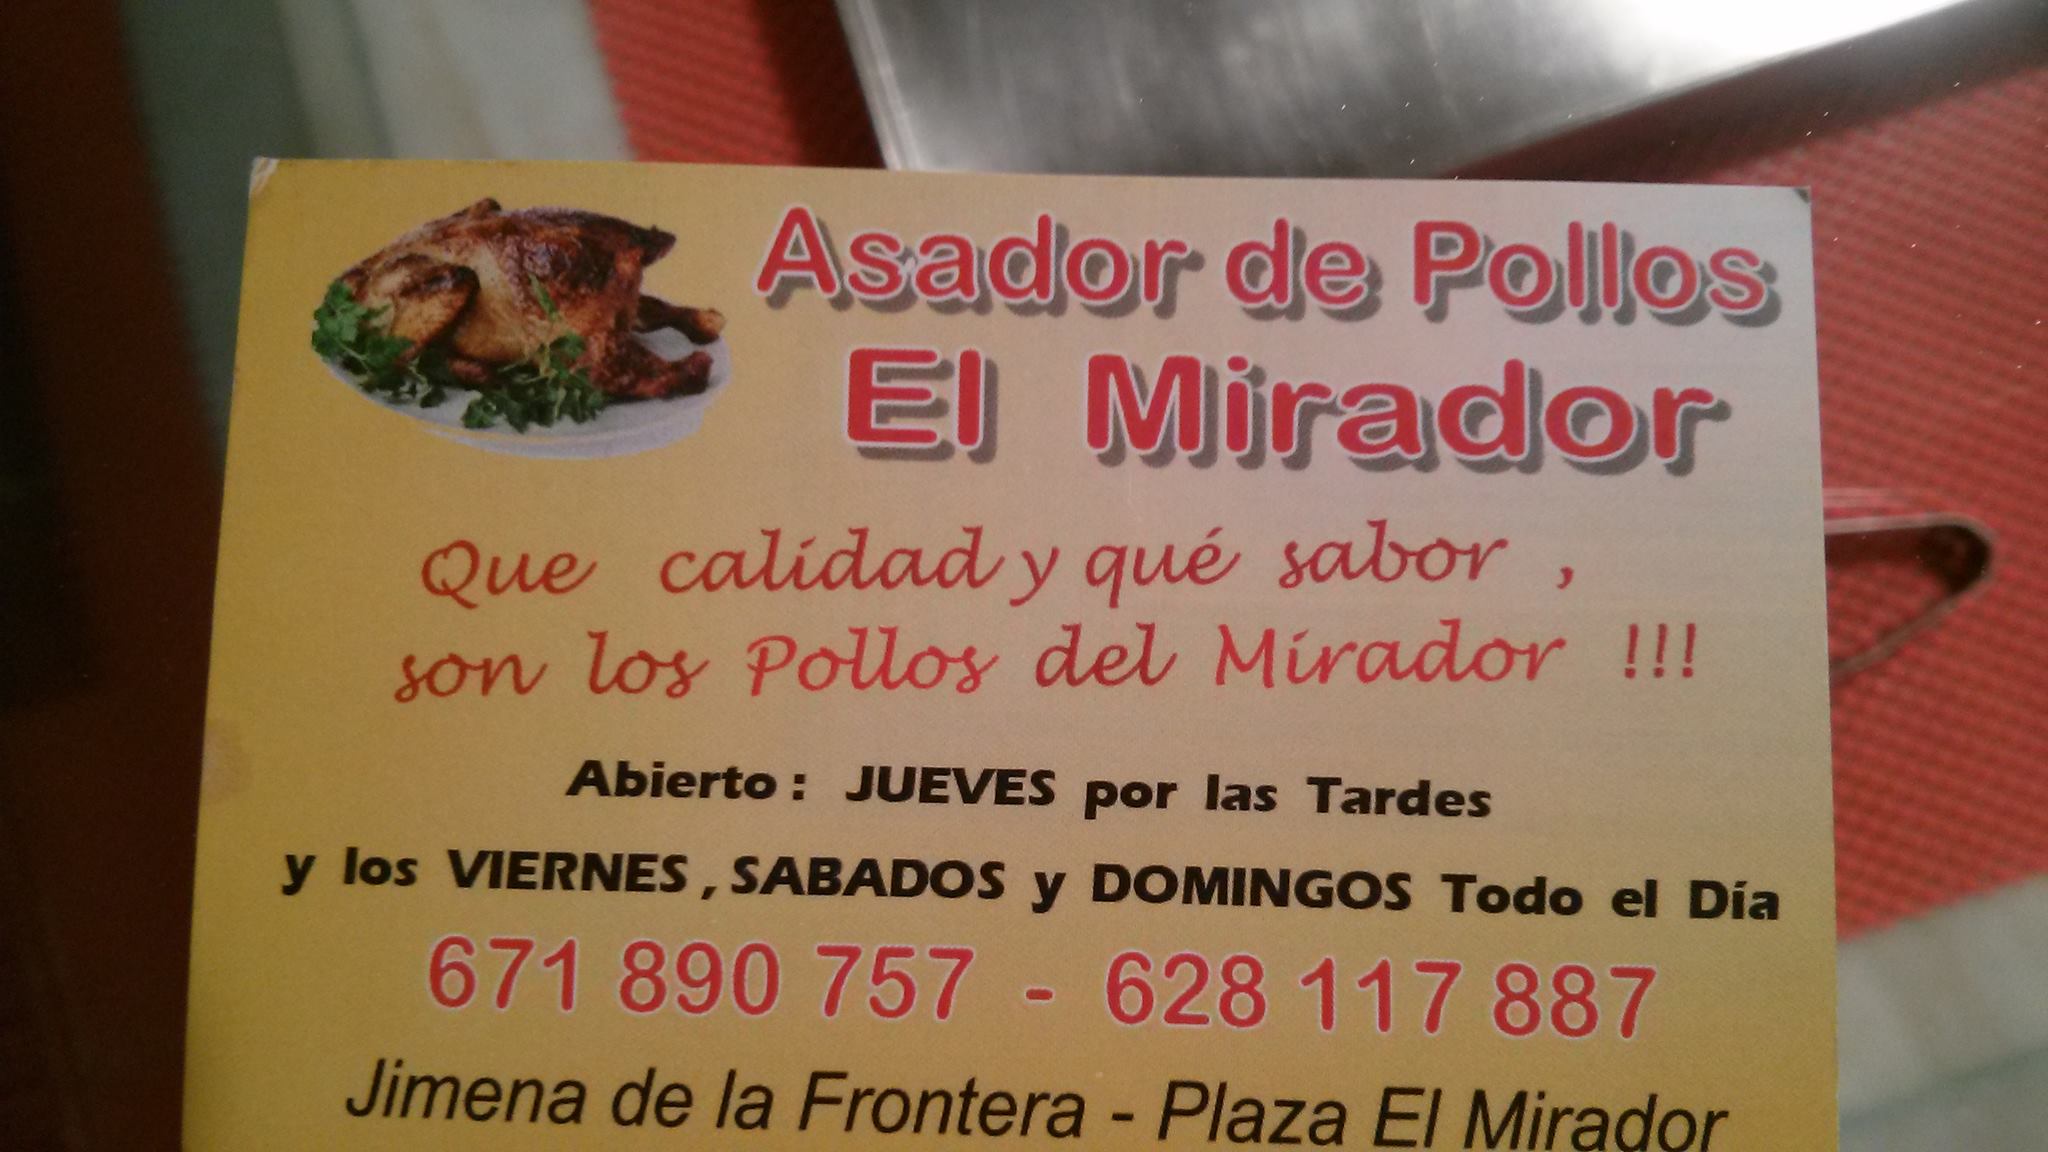 Asador de Pollos
El Mirador
Que calidad y qué sabor ,
son los Pollos del Mirador !!!
Abierto : JUEVES por las Tardes
y los VIERNES , SABADOS y DOMINGOS Todo el Día
671 890 757 - 628 117 887
Jimena de la Frontera - Plaza El Mirador